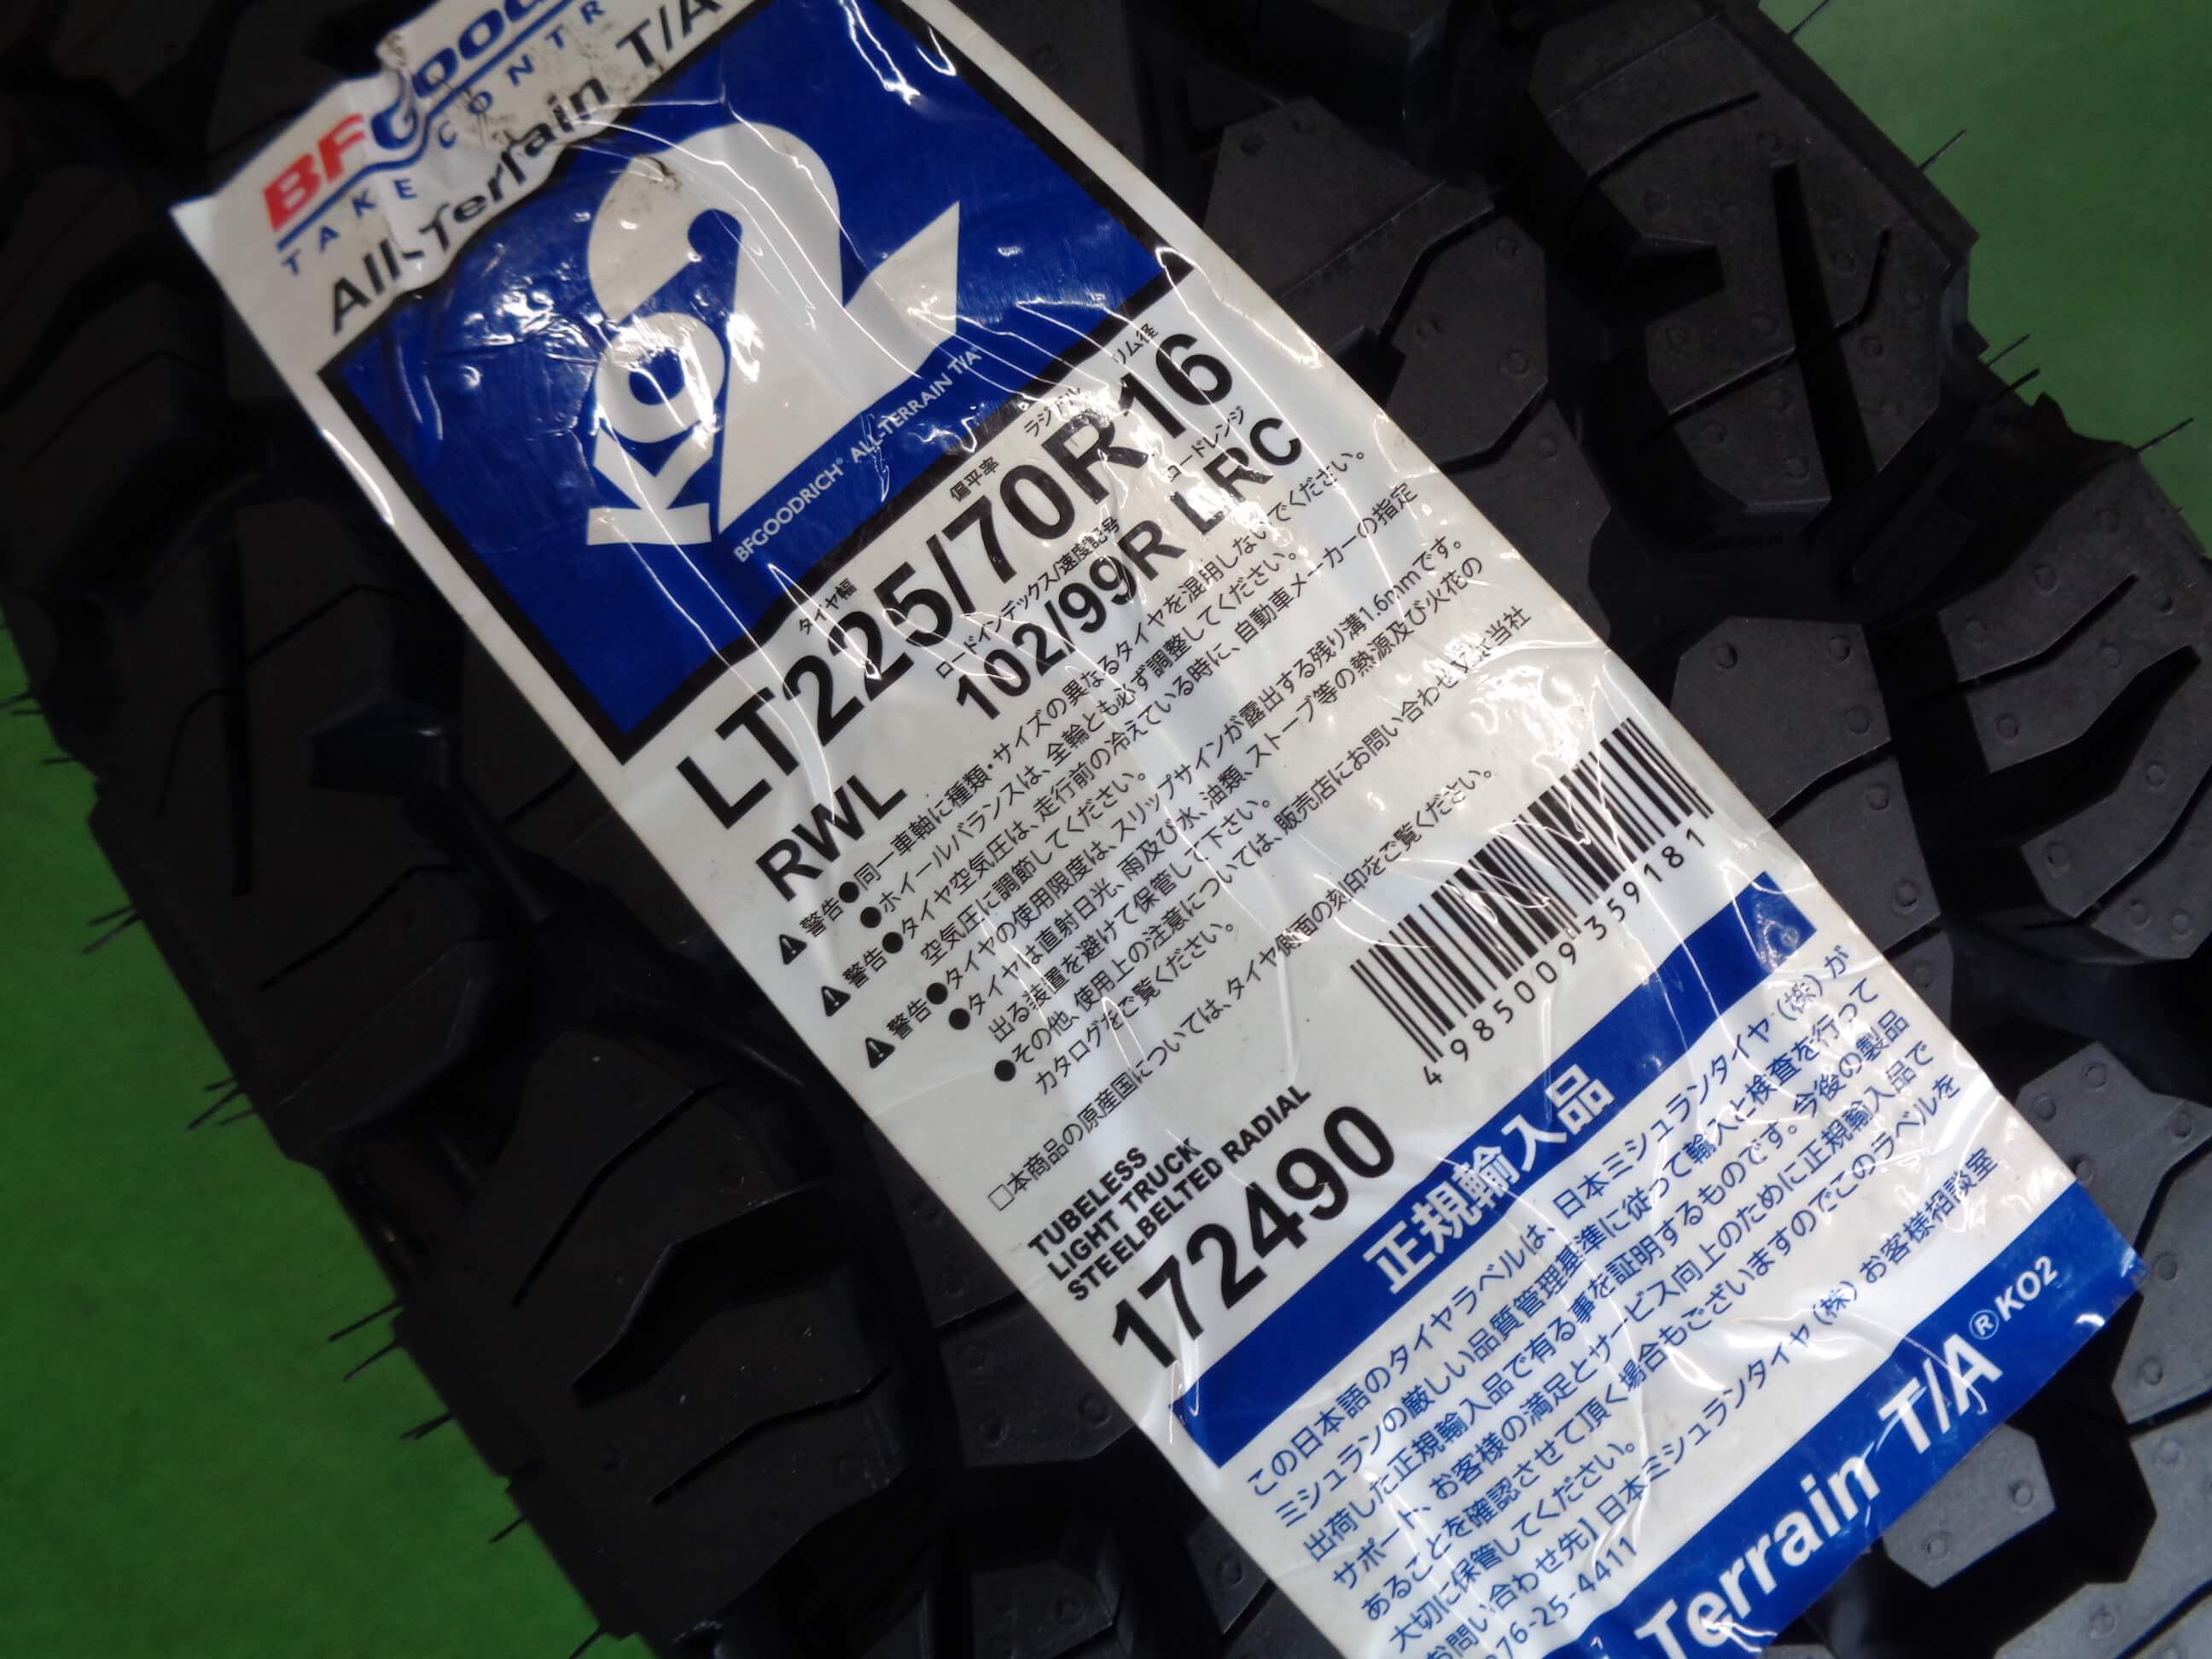 BFGOOD
TAKE CONTR
All-Terrain T/A
KO2
BFGOODRICH® ALL-TERRAIN T/A®
タイヤ幅 偏平率 ラジアル リム径
LT225/70R16
ロードインデックス/速度記号 ロードレンジ
102/99R LRC
RWL
警告●同一車軸に種類・サイズの異なるタイヤを混用しないでください。
●ホイールバランスは、全輪とも必ず調整してください。
警告●タイヤ空気圧は、走行前の冷えている時に、自動車メーカーの指定
空気圧に調節してください。
警告●タイヤの使用限度は、スリップサインが露出する残り溝1.6mmです。
●タイヤは直射日光、雨及び水、油類、ストーブ等の熱源及び火花の
出る装置を避けて保管して下さい。
●その他、使用上の注意については、販売店にお問い合わせ又は当社
カタログをご覧ください。
□本商品の原産国については、タイヤ側面の刻印をご覧ください。
4985009359181
TUBELESS
LIGHT TRUCK
STEELBELTED RADIAL
172490
正規輸入品
この日本語のタイヤラベルは、日本ミシュランタイヤ(株)が
ミシュランの厳しい品質管理基準に従って輸入と検査を行って
出荷した正規輸入品で有る事を証明するものです。今後の製品
サポート、お客様の満足とサービス向上のために正規輸入品で
あることを確認させて頂く場合もございますのでこのラベルを
大切に保管してください。
お問い合わせ先] 日本ミシュランタイヤ(株) お客様相談室
76-25-4411
Terrain T/A®KO2